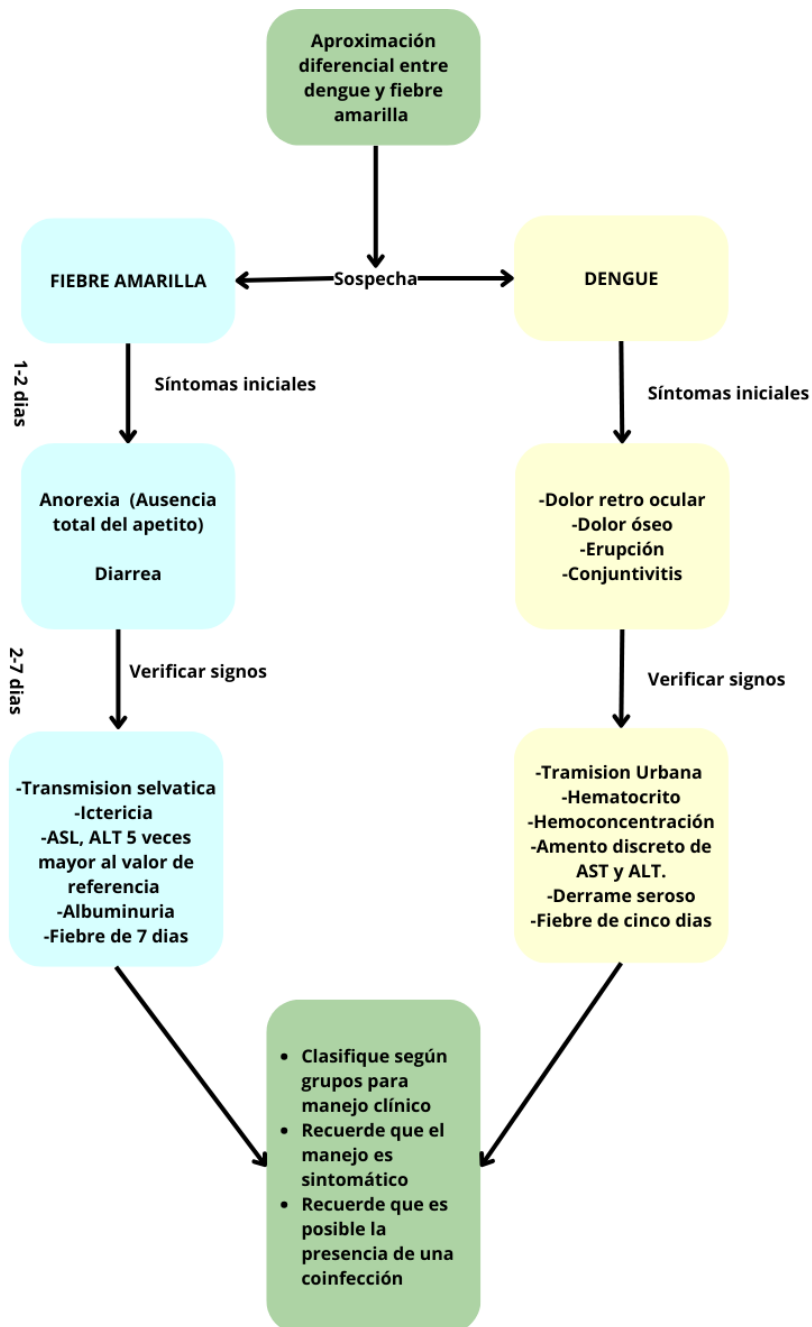 Aproximación
diferencial entre
dengue y fiebre
amarilla
FIEBRE AMARILLA
Sospecha
DENGUE
1-2 dias
Síntomas iniciales
Síntomas iniciales
Anorexia (Ausencia
total del apetito)
Diarrea
-Dolor retro ocular
-Dolor óseo
-Erupción
-Conjuntivitis
2-7 dias
Verificar signos
Verificar signos
-Transmision selvatica
-Ictericia
-ASL, ALT 5 veces
mayor al valor de
referencia
-Albuminuria
-Fiebre de 7 dias
-Tramision Urbana
-Hematocrito
-Hemoconcentración
-Amento discreto de
AST y ALT.
-Derrame seroso
-Fiebre de cinco dias
• Clasifique según
grupos para
manejo clínico
• Recuerde que el
manejo es
sintomático
• Recuerde que es
posible la
presencia de una
coinfección